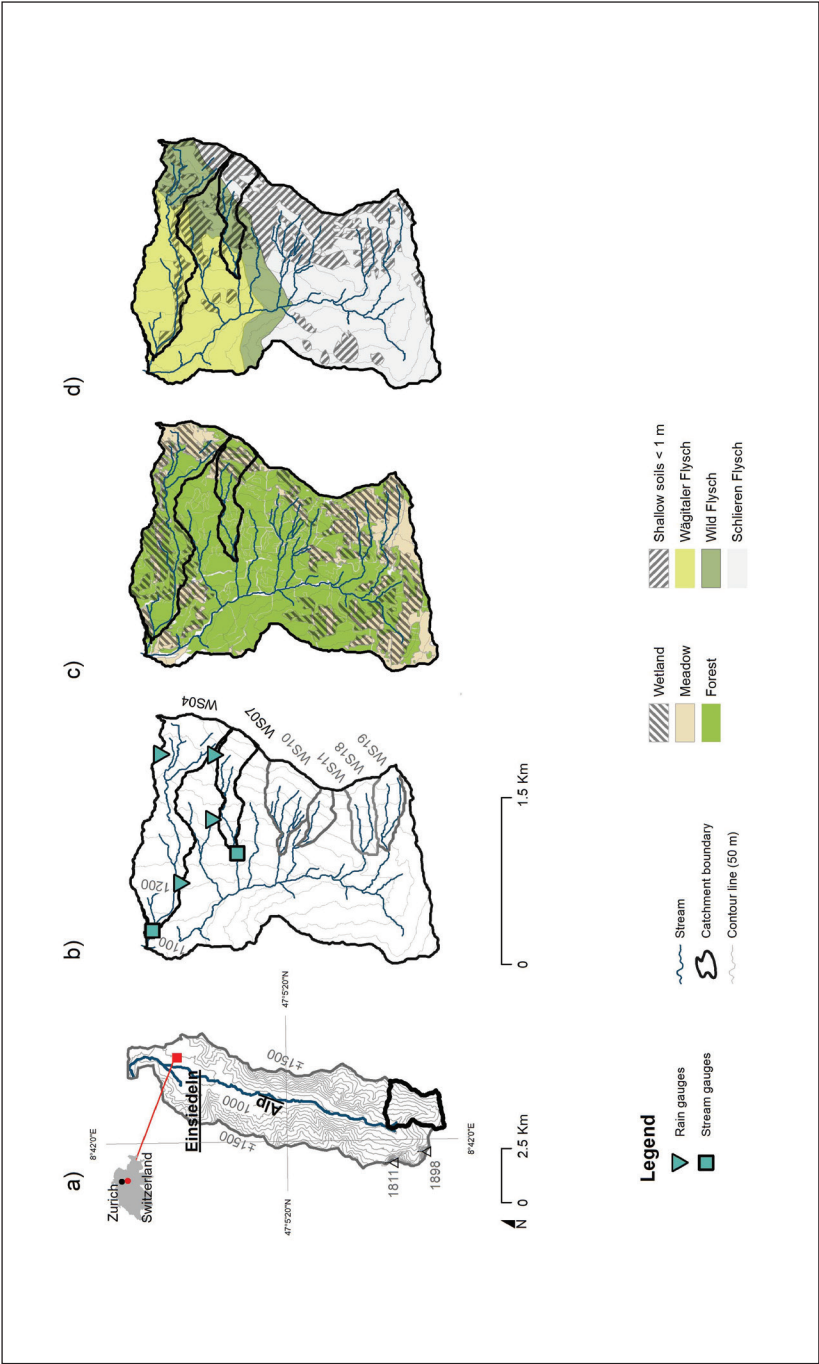 a)
Zurich
Switzerland
8°42'0"E
Einsiedeln
±1500
1000
Alp
±1500
47°5'20"N
47°5'20"N
1811
1898
8°42'0"E
N
0 2.5 Km
b)
1100
1200
WS04
WS07
WS10
WS11
WS18
WS19
0 1.5 Km
c)
d)
Legend
Rain gauges
Stream gauges
Stream
Catchment boundary
Contour line (50 m)
Wetland
Meadow
Forest
Shallow soils < 1 m
Wägitaler Flysch
Wild Flysch
Schlieren Flysch